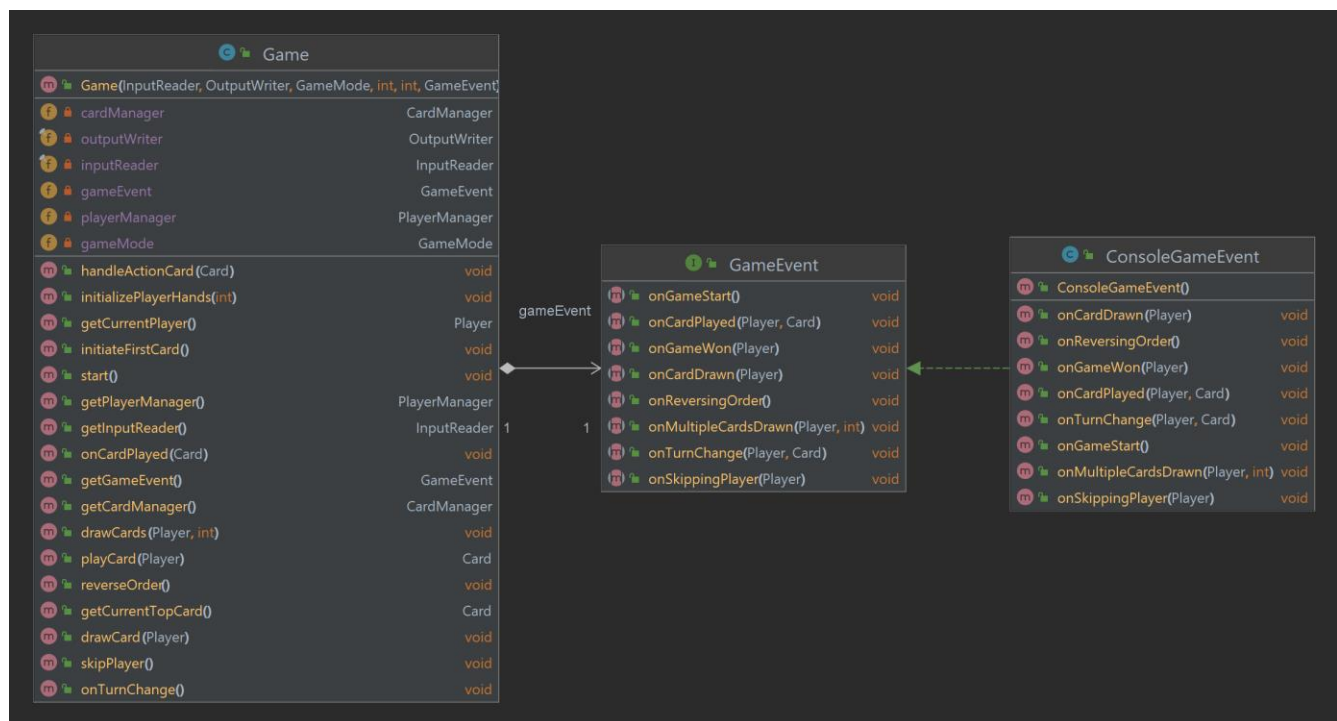 Game
Game(InputReader, OutputWriter, GameMode, int, int, GameEvent)
cardManager CardManager
outputWriter OutputWriter
inputReader InputReader
gameEvent GameEvent
playerManager PlayerManager
gameMode GameMode
handleActionCard(Card) void
initializePlayerHands(int) void
getCurrentPlayer() Player
initiateFirstCard() void
start() void
getPlayerManager() PlayerManager
getInputReader() InputReader
onCardPlayed(Card) void
getGameEvent() GameEvent
getCardManager() CardManager
drawCards(Player, int) void
playCard(Player) Card
reverseOrder() void
getCurrentTopCard() Card
drawCard(Player) void
skipPlayer() void
onTurnChange() void
gameEvent
1 1
GameEvent
onGameStart() void
onCardPlayed(Player, Card) void
onGameWon(Player) void
onCardDrawn(Player) void
onReversingOrder() void
onMultipleCardsDrawn(Player, int) void
onTurnChange(Player, Card) void
onSkippingPlayer(Player) void
ConsoleGameEvent
ConsoleGameEvent()
onCardDrawn(Player) void
onReversingOrder() void
onGameWon(Player) void
onCardPlayed(Player, Card) void
onTurnChange(Player, Card) void
onGameStart() void
onMultipleCardsDrawn(Player, int) void
onSkippingPlayer(Player) void